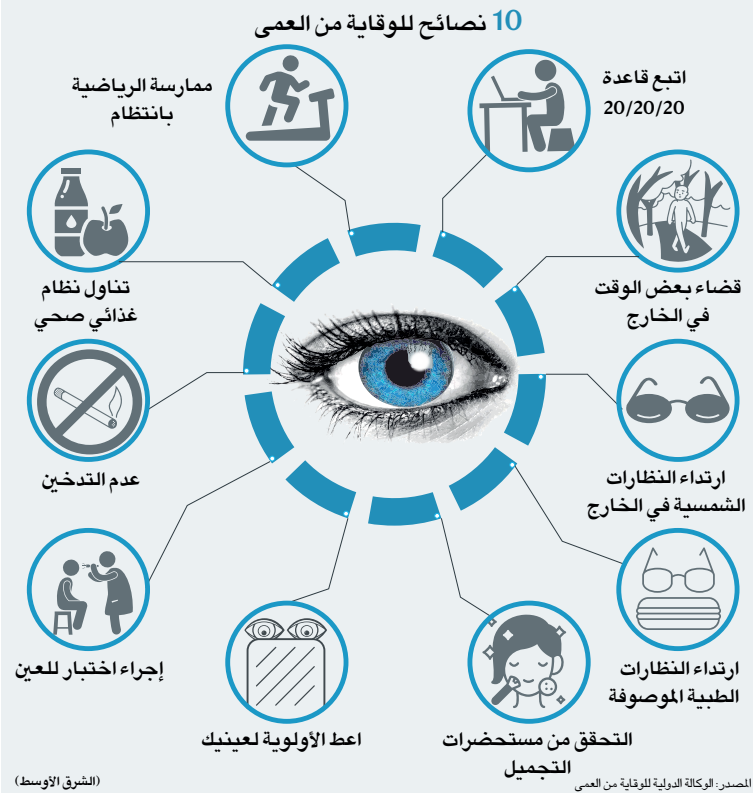 10 نصائح للوقاية من العمى
اتبع قاعدة
20/20/20
قضاء بعض الوقت
في الخارج
ارتداء النظارات
الشمسية في الخارج
ارتداء النظارات
الطبية الموصوفة
التحقق من مستحضرات
التجميل
اعط الأولوية لعينيك
إجراء اختبار للعين
عدم التدخين
تناول نظام
غذائي صحي
ممارسة الرياضية
بانتظام
المصدر: الوكالة الدولية للوقاية من العمى
(الشرق الأوسط)